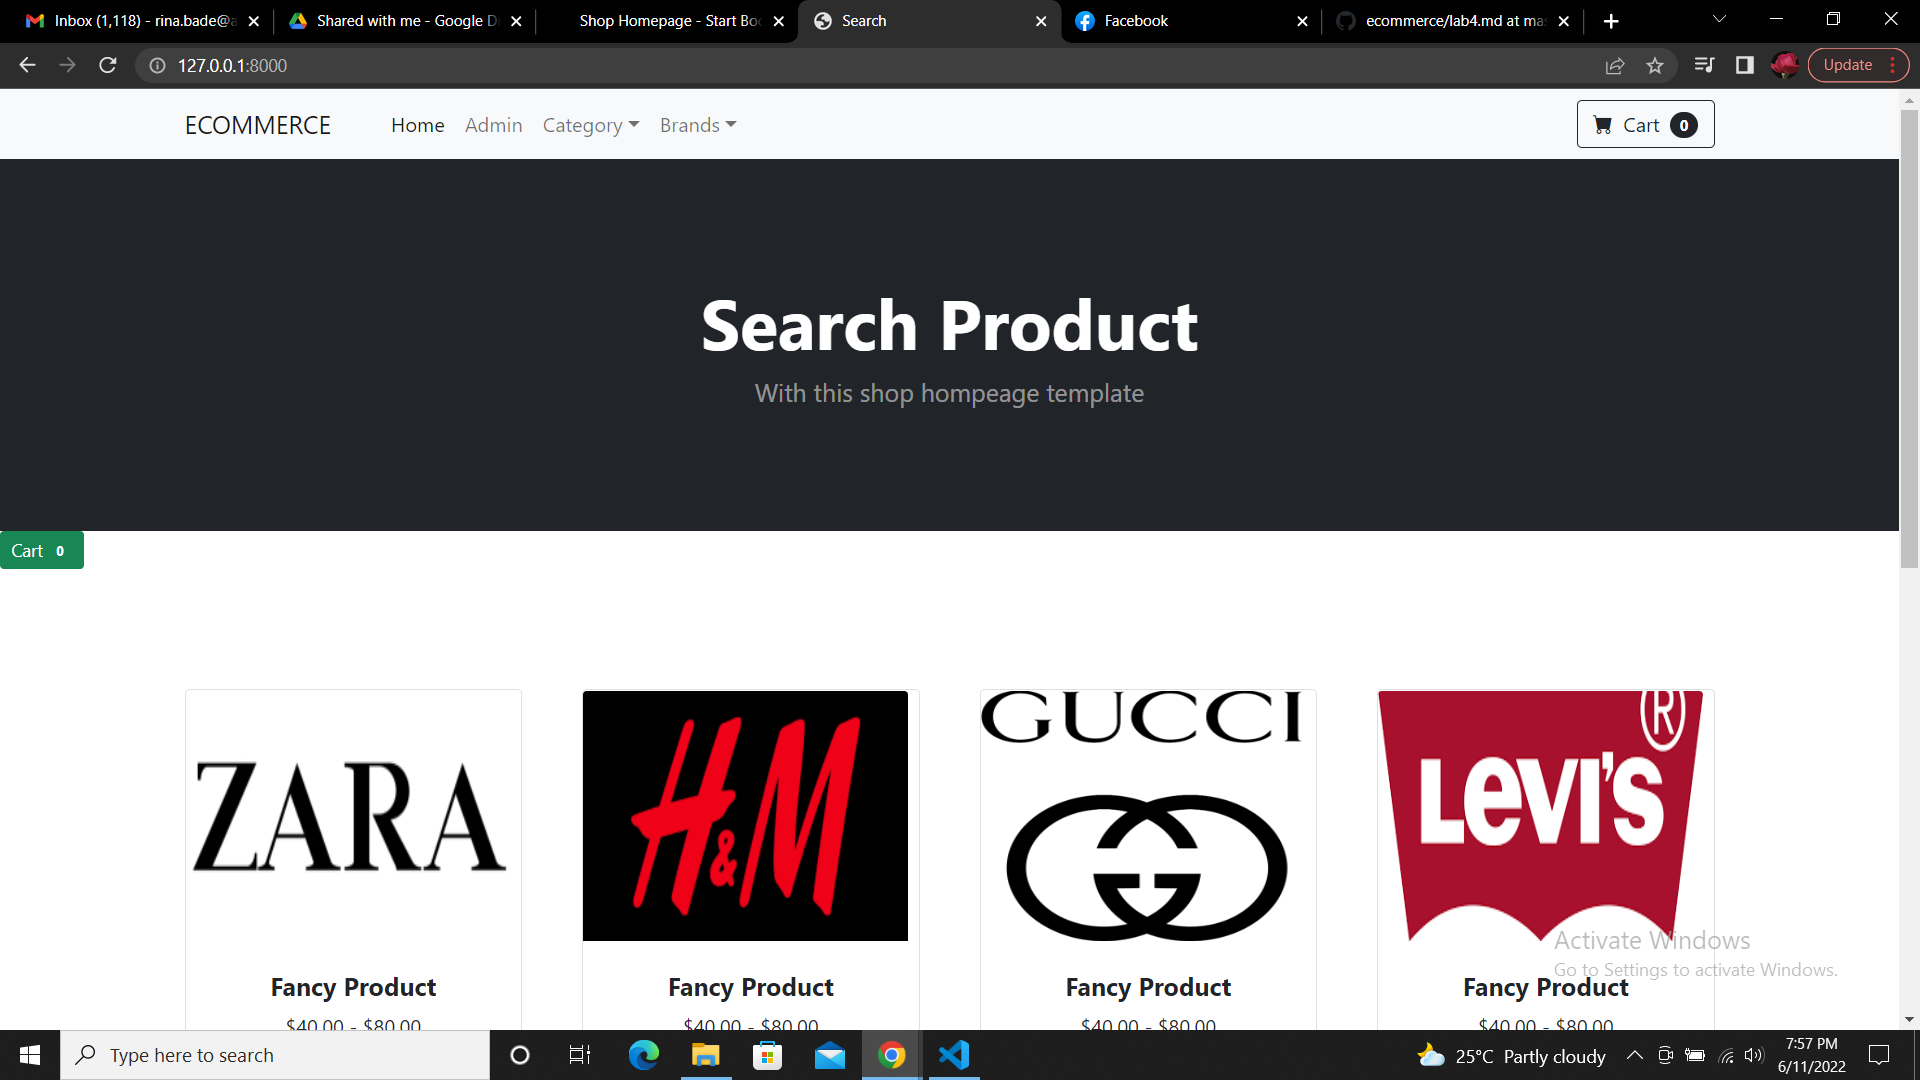 Inbox (1,118) - rina.bade@a
Shared with me - Google Dr
Shop Homepage - Start Boo
Search
Facebook
ecommerce/lab4.md at mas
127.0.0.1:8000
Update
ECOMMERCE
Home
Admin
Category
Brands
Cart 0
Search Product
With this shop hompeage template
Cart 0
ZARA
H&M
GUCCI
LEVI'S
®
Fancy Product
$40.00 - $80.00
Fancy Product
$40.00 - $80.00
Fancy Product
$40.00 - $80.00
Fancy Product
$40.00 - $80.00
Activate Windows
Go to Settings to activate Windows.
Type here to search
25°C Partly cloudy
7:57 PM
6/11/2022